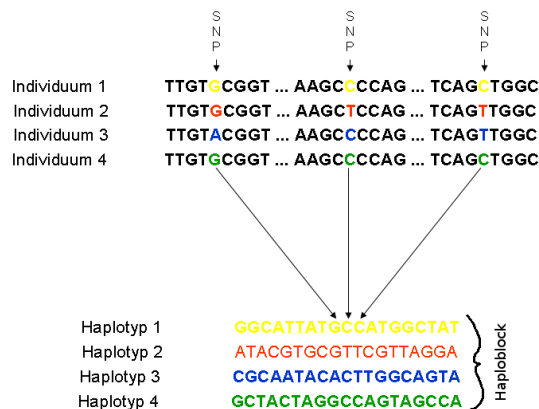 S S S
N N N
P P P
Individuum 1 TTGTGCGGT ... AAGCCCCAG ... TCAGCTGGC
Individuum 2 TTGTGCGGT ... AAGCTCCAG ... TCAGTTGGC
Individuum 3 TTGTACGGT ... AAGCCCCAG ... TCAGTTGGC
Individuum 4 TTGTGCGGT ... AAGCCCCAG ... TCAGCTGGC
Haplotyp 1 GGCATTATGCCATGGCTAT
Haplotyp 2 ATACGTGCGTTCGTTAGGA
Haplotyp 3 CGCAATACACTTGGCAGTA
Haplotyp 4 GCTACTAGGCCAGTAGCCA
Haploblock